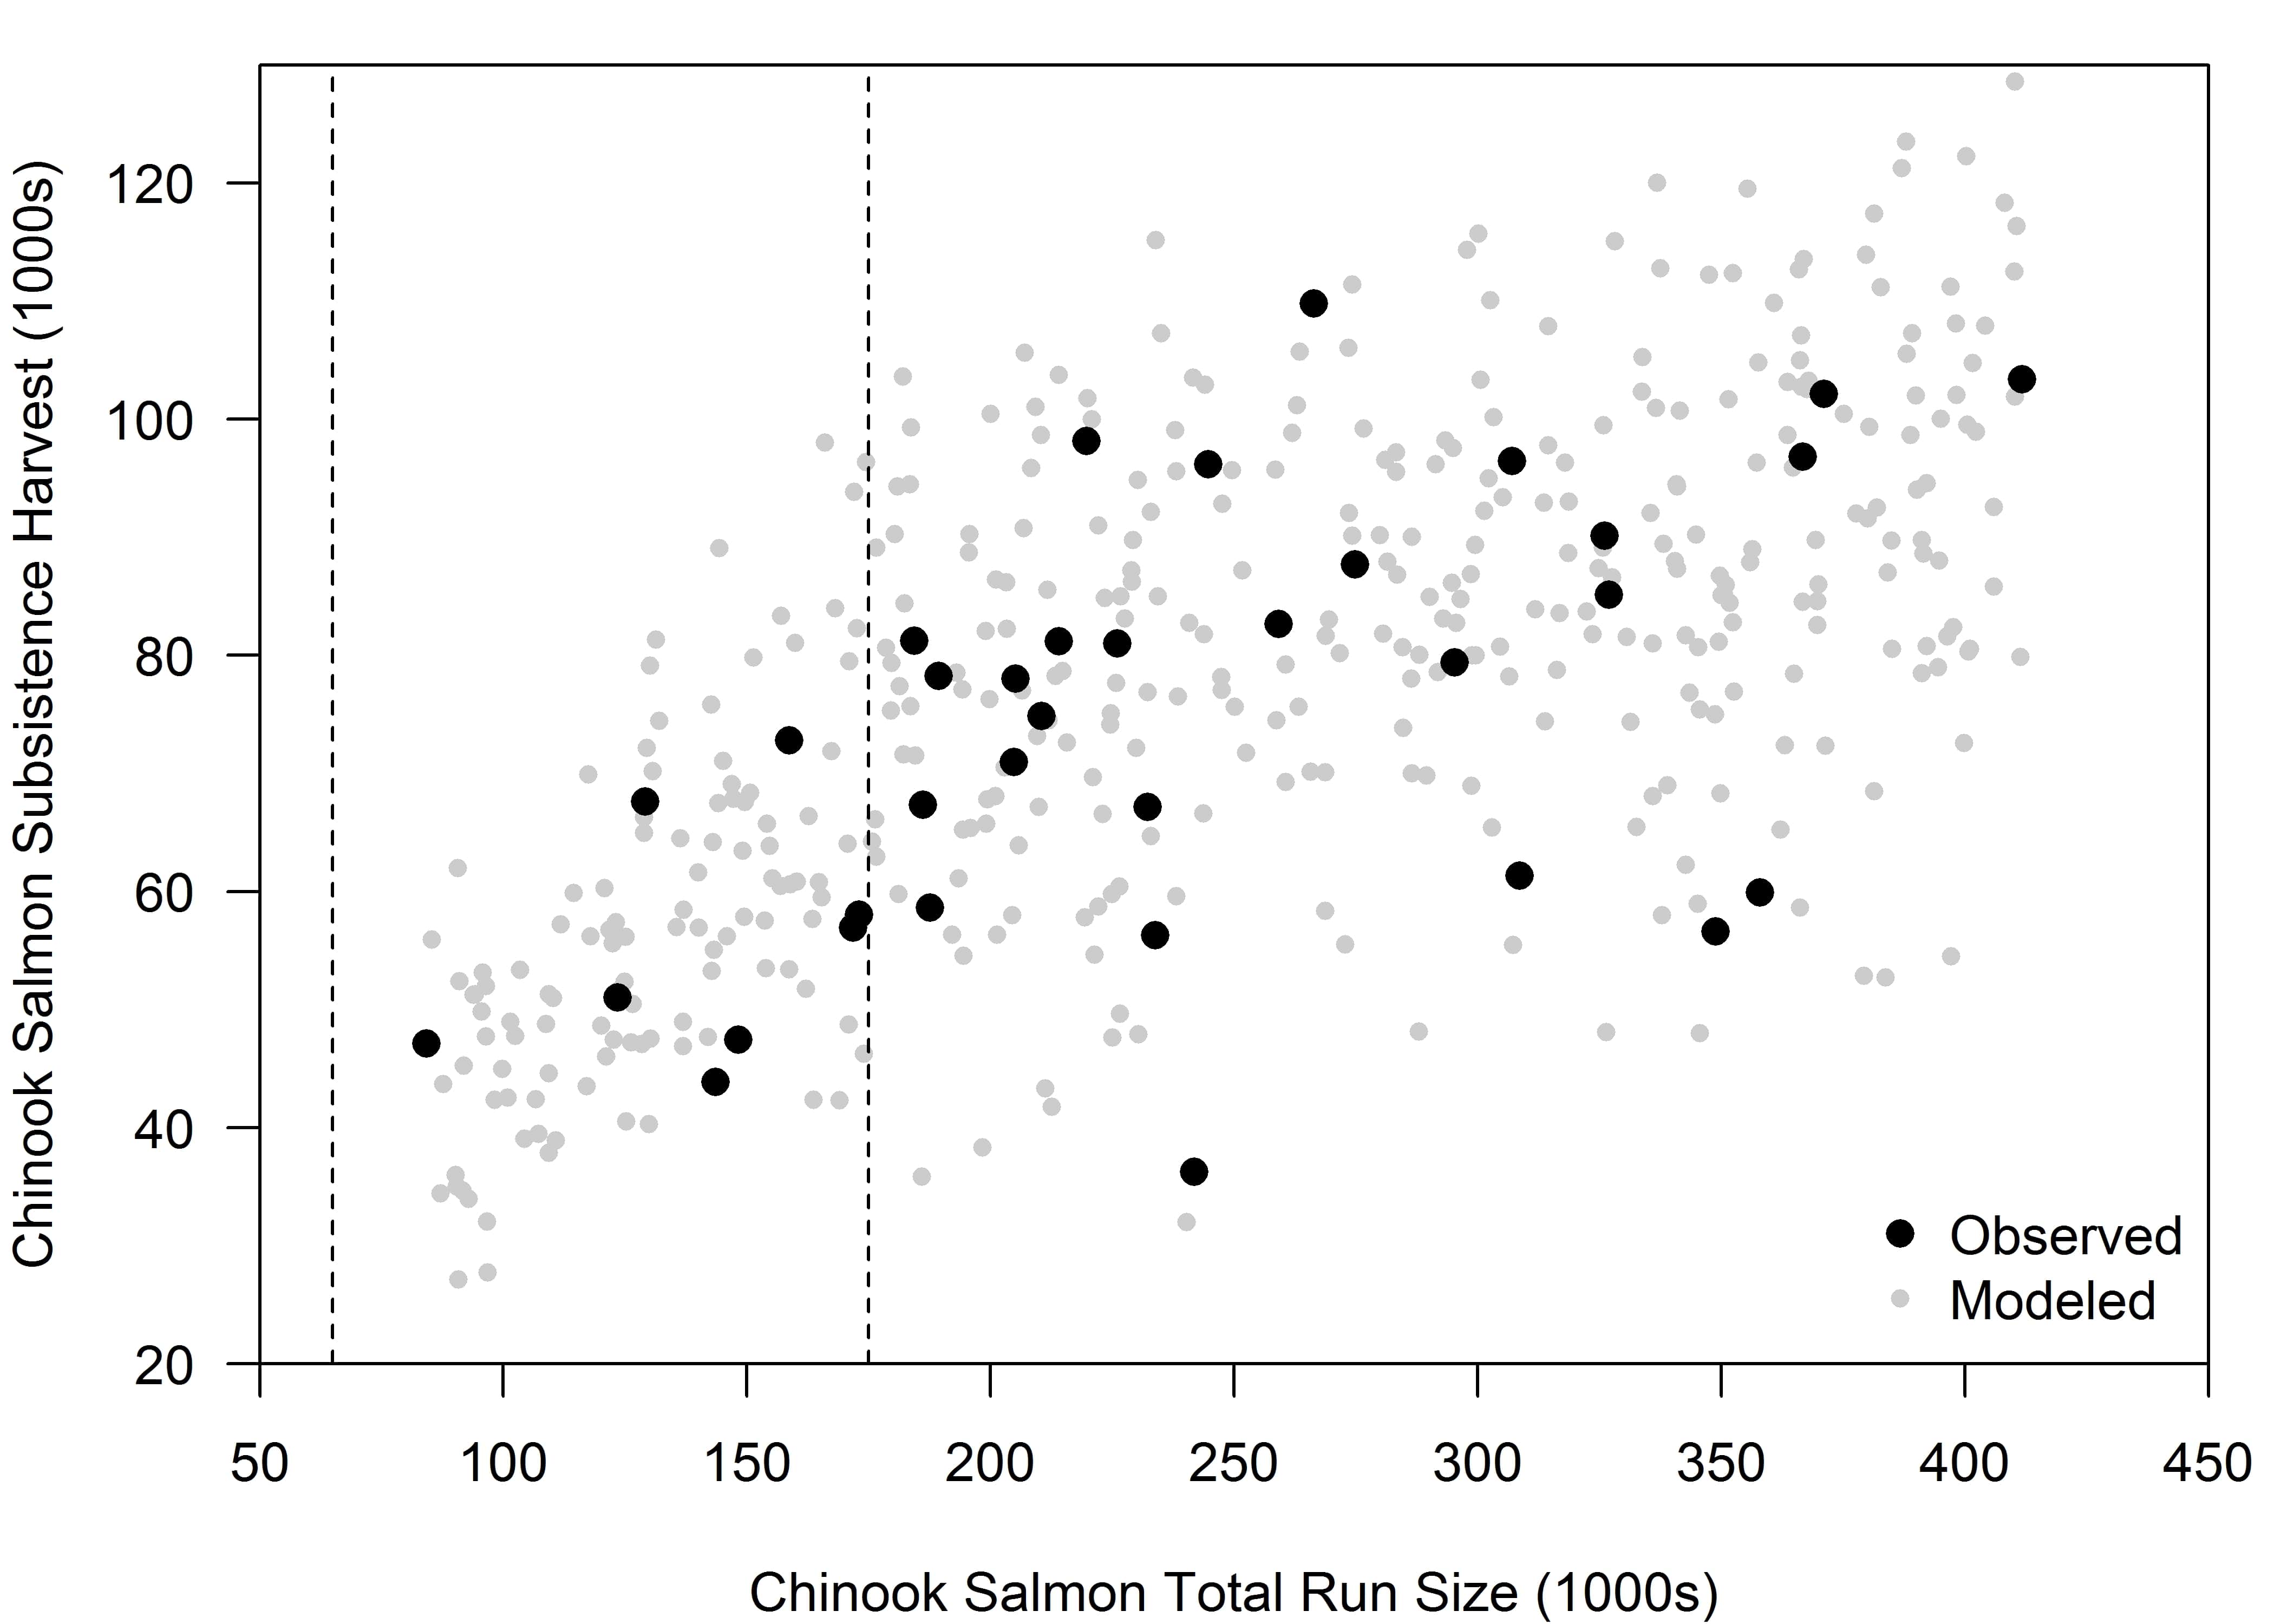 Chinook Salmon Subsistence Harvest (1000s)
120
100
80
60
40
20
Observed
Modeled
50 100 150 200 250 300 350 400 450
Chinook Salmon Total Run Size (1000s)